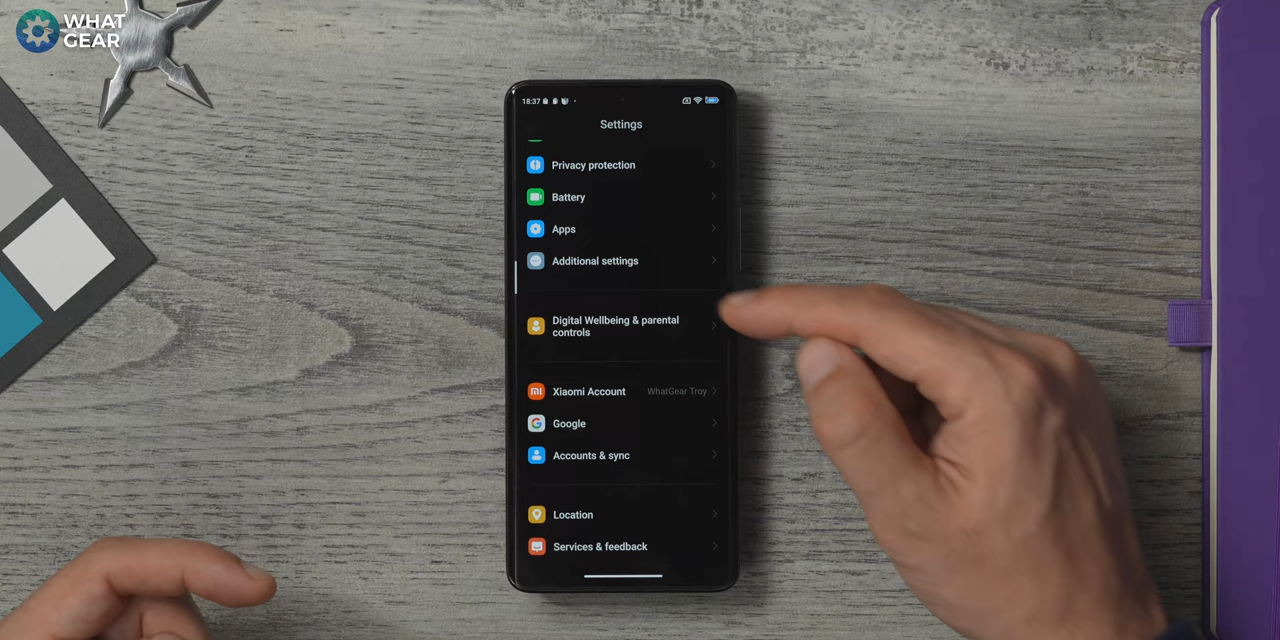 WHAT
GEAR
18:37
Settings
Privacy protection
Battery
Apps
Additional settings
Digital Wellbeing & parental
controls
Xiaomi Account WhatGear Troy
Google
Accounts & sync
Location
Services & feedback